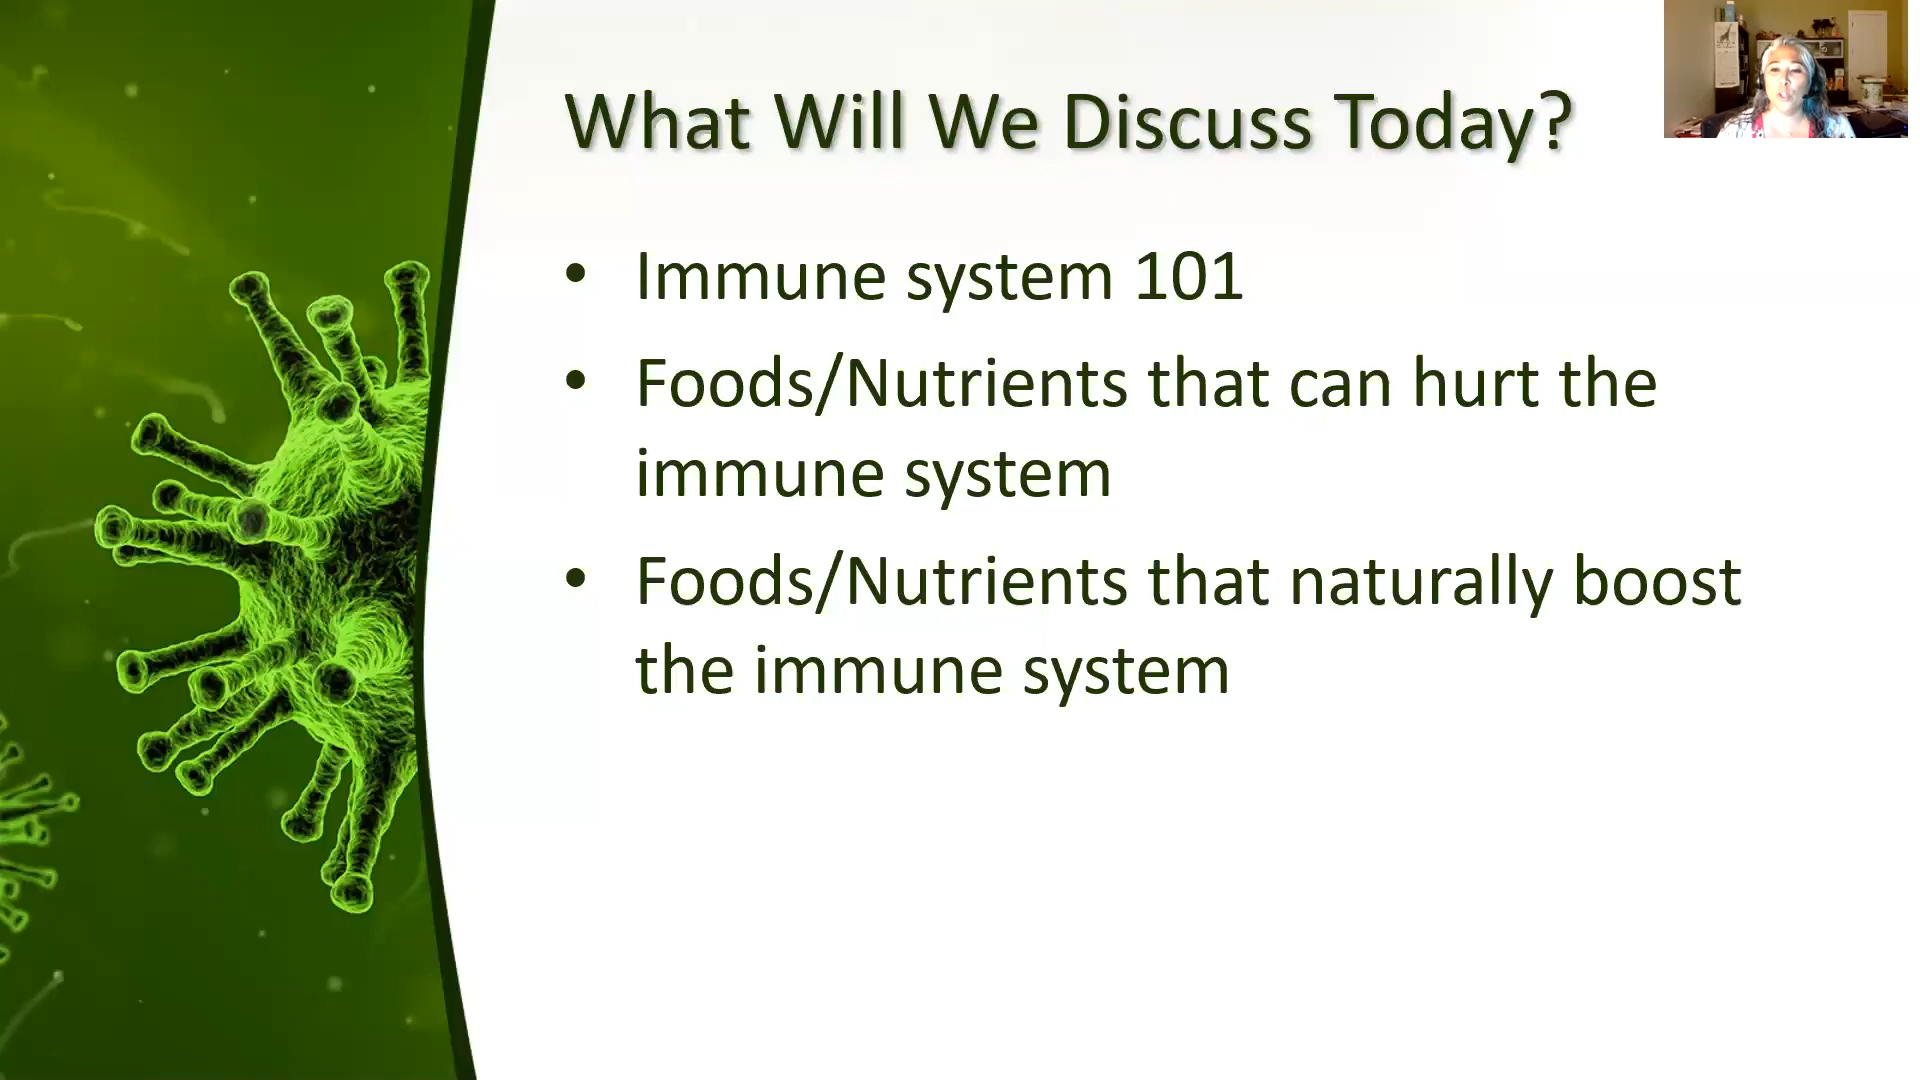 What Will We Discuss Today?
• Immune system 101
• Foods/Nutrients that can hurt the
immune system
• Foods/Nutrients that naturally boost
the immune system